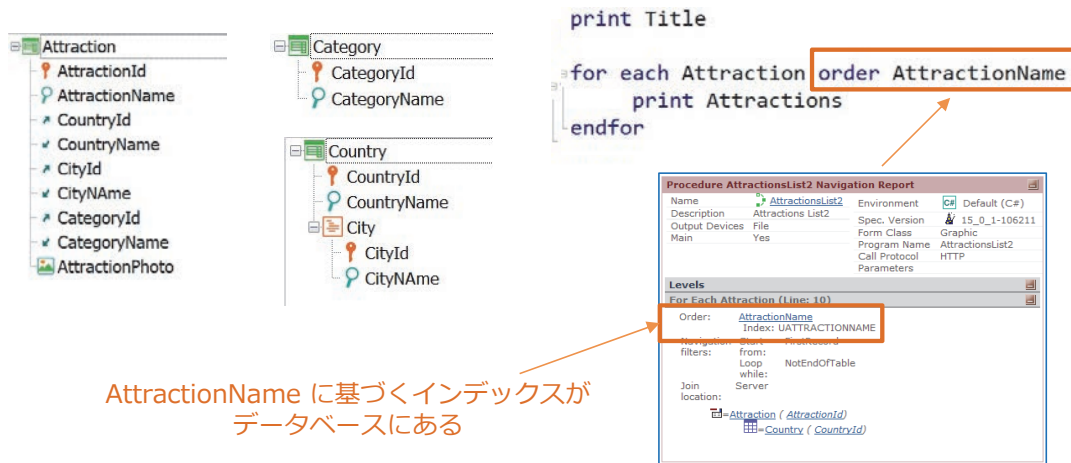 Attraction
AttractionId
AttractionName
CountryId
CountryName
CityId
CityNAme
CategoryId
CategoryName
AttractionPhoto
Category
CategoryId
CategoryName
Country
CountryId
CountryName
City
CityId
CityNAme
print Title
for each Attraction order AttractionName
print Attractions
endfor
Procedure AttractionsList2 Navigation Report
Name AttractionsList2
Description Attractions List2
Output Devices File
Main Yes
Environment C# Default (C#)
Spec. Version 15_0_1-106211
Form Class Graphic
Program Name AttractionsList2
Call Protocol HTTP
Parameters
Levels
For Each Attraction (Line: 10)
Order: AttractionName
Index: UATTRACTIONNAME
Navigation Start FirstRecord
filters: from:
Loop NotEndOfTable
while:
Join Server
location:
=Attraction ( AttractionId)
=Country ( CountryId)
AttractionName に基づくインデックスが
データベースにある